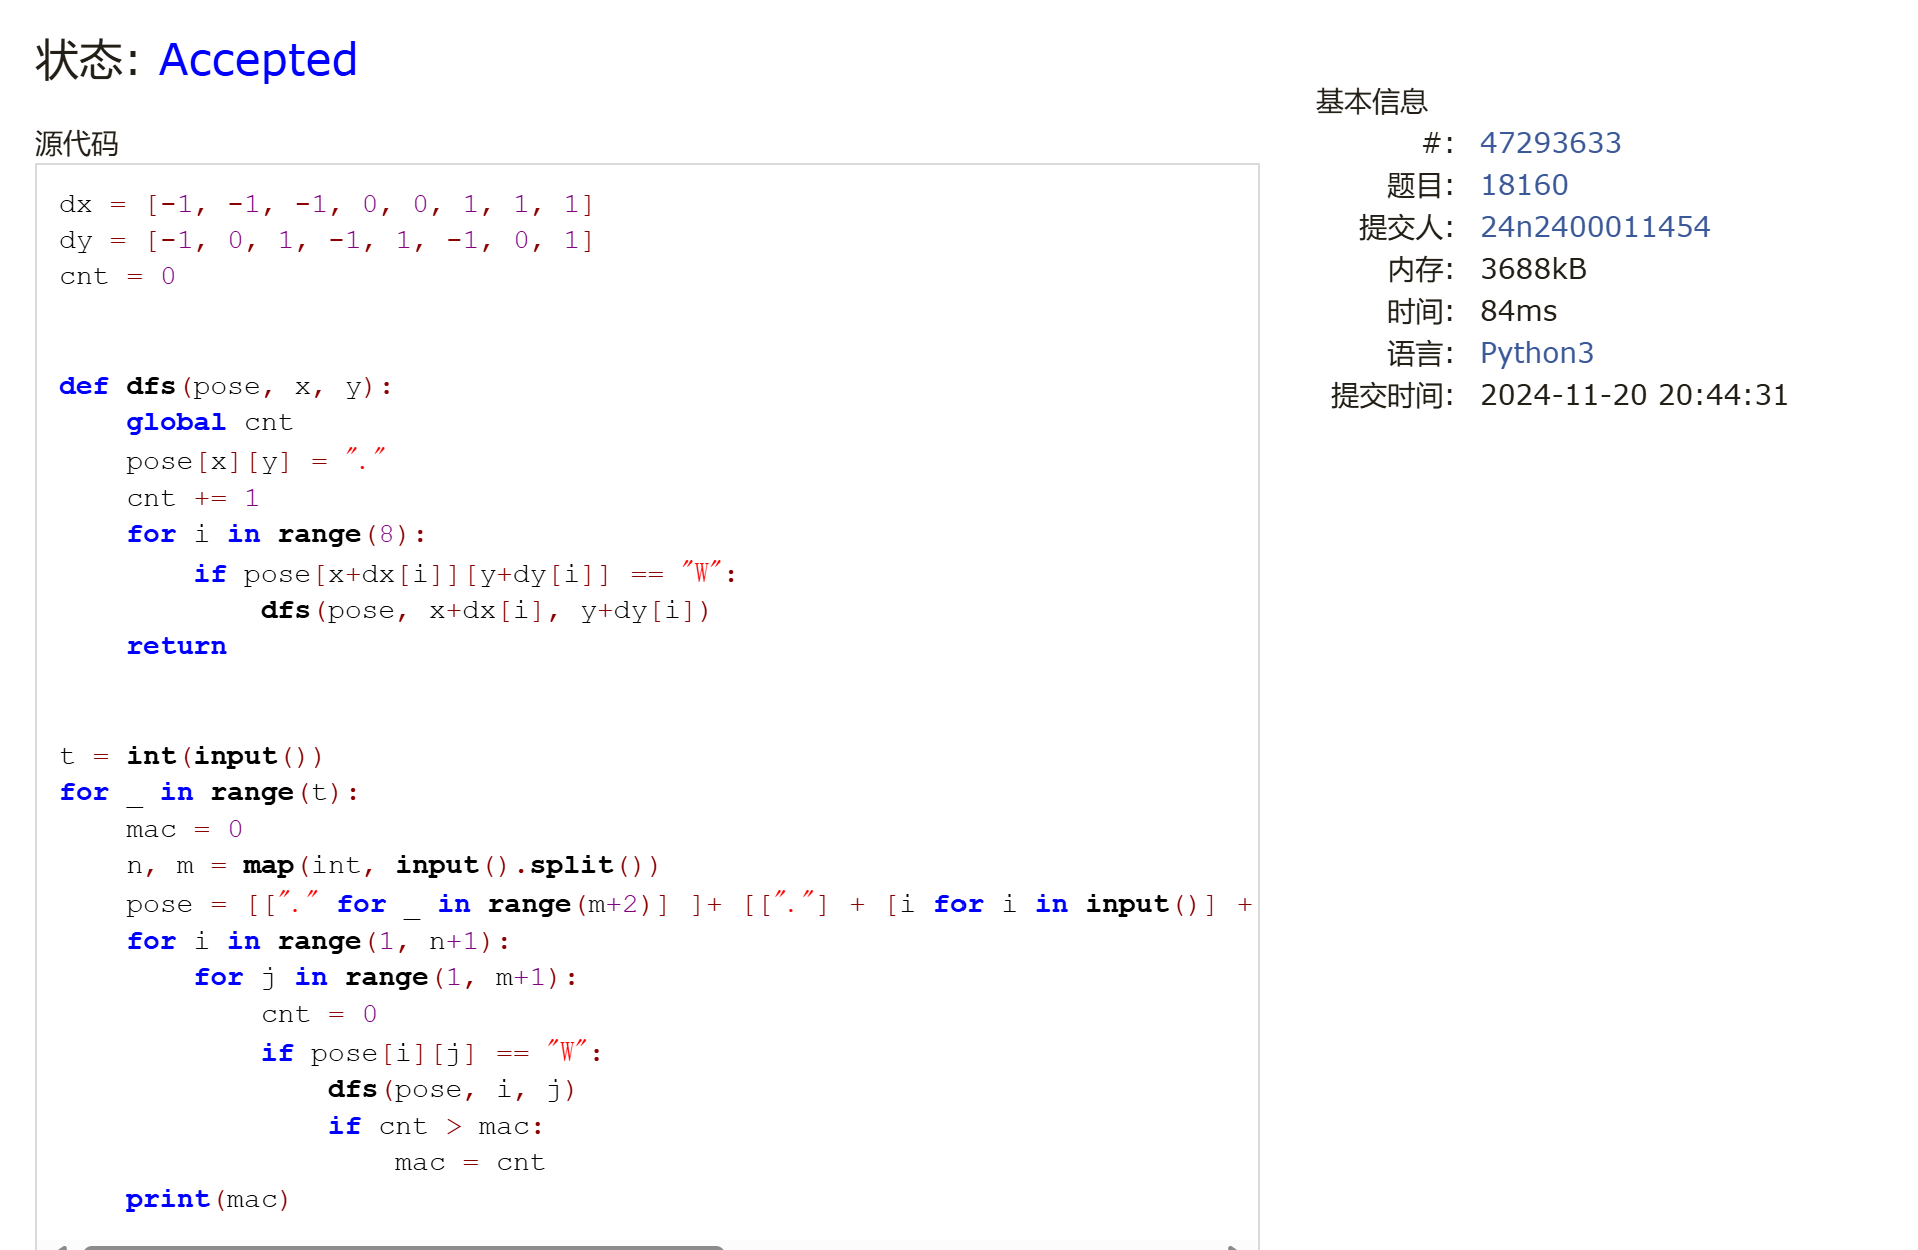 状态: Accepted
源代码
dx = [-1, -1, -1, 0, 0, 1, 1, 1]
dy = [-1, 0, 1, -1, 1, -1, 0, 1]
cnt = 0
def dfs(pose, x, y):
    global cnt
    pose[x][y] = "."
    cnt += 1
    for i in range(8):
        if pose[x+dx[i]][y+dy[i]] == "W":
            dfs(pose, x+dx[i], y+dy[i])
    return
t = int(input())
for _ in range(t):
    mac = 0
    n, m = map(int, input().split())
    pose = [["." for _ in range(m+2)] ]+ [["."] + [i for i in input()] +
    for i in range(1, n+1):
        for j in range(1, m+1):
            cnt = 0
            if pose[i][j] == "W":
                dfs(pose, i, j)
                if cnt > mac:
                    mac = cnt
    print(mac)
基本信息
#: 47293633
题目: 18160
提交人: 24n2400011454
内存: 3688kB
时间: 84ms
语言: Python3
提交时间: 2024-11-20 20:44:31